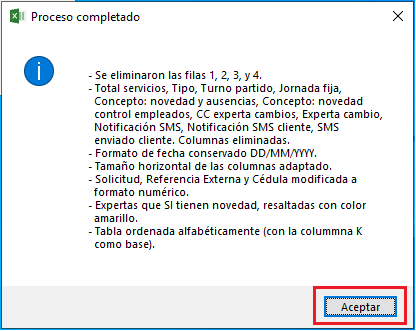 Proceso completado
- Se eliminaron las filas 1, 2, 3, y 4.
- Total servicios, Tipo, Turno partido, Jornada fija,
Concepto: novedad y ausencias, Concepto: novedad
control empleados, CC experta cambios, Experta cambio,
Notificación SMS, Notificación SMS cliente, SMS
enviado cliente. Columnas eliminadas.
- Formato de fecha conservado DD/MM/YYYY.
- Tamaño horizontal de las columnas adaptado.
- Solicitud, Referencia Externa y Cédula modificada a
formato numérico.
- Expertas que SI tienen novedad, resaltadas con color
amarillo.
- Tabla ordenada alfabéticamente (con la colummna K
como base).
Aceptar